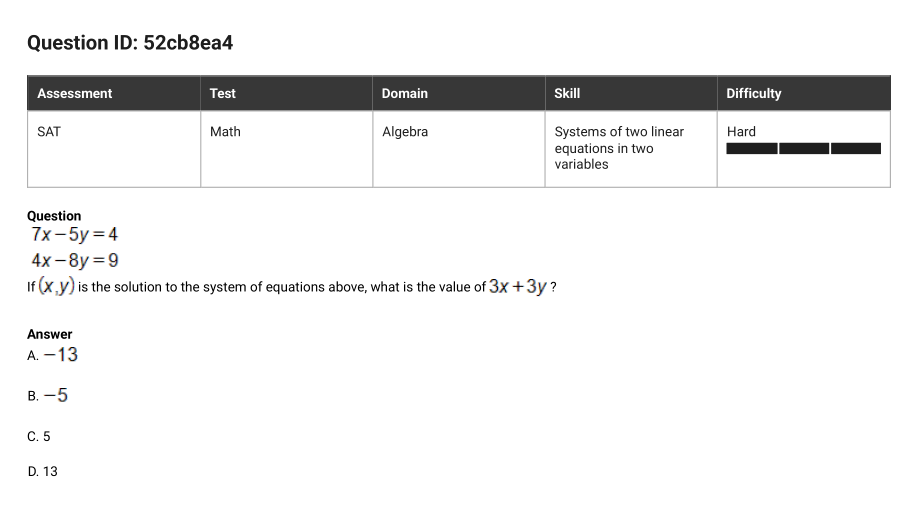 Question ID: 52cb8ea4
Assessment Test Domain Skill Difficulty
SAT Math Algebra Systems of two linear equations in two variables Hard
Question
7x − 5y = 4
4x − 8y = 9
If (x,y) is the solution to the system of equations above, what is the value of 3x + 3y ?
Answer
A. −13
B. −5
C. 5
D. 13